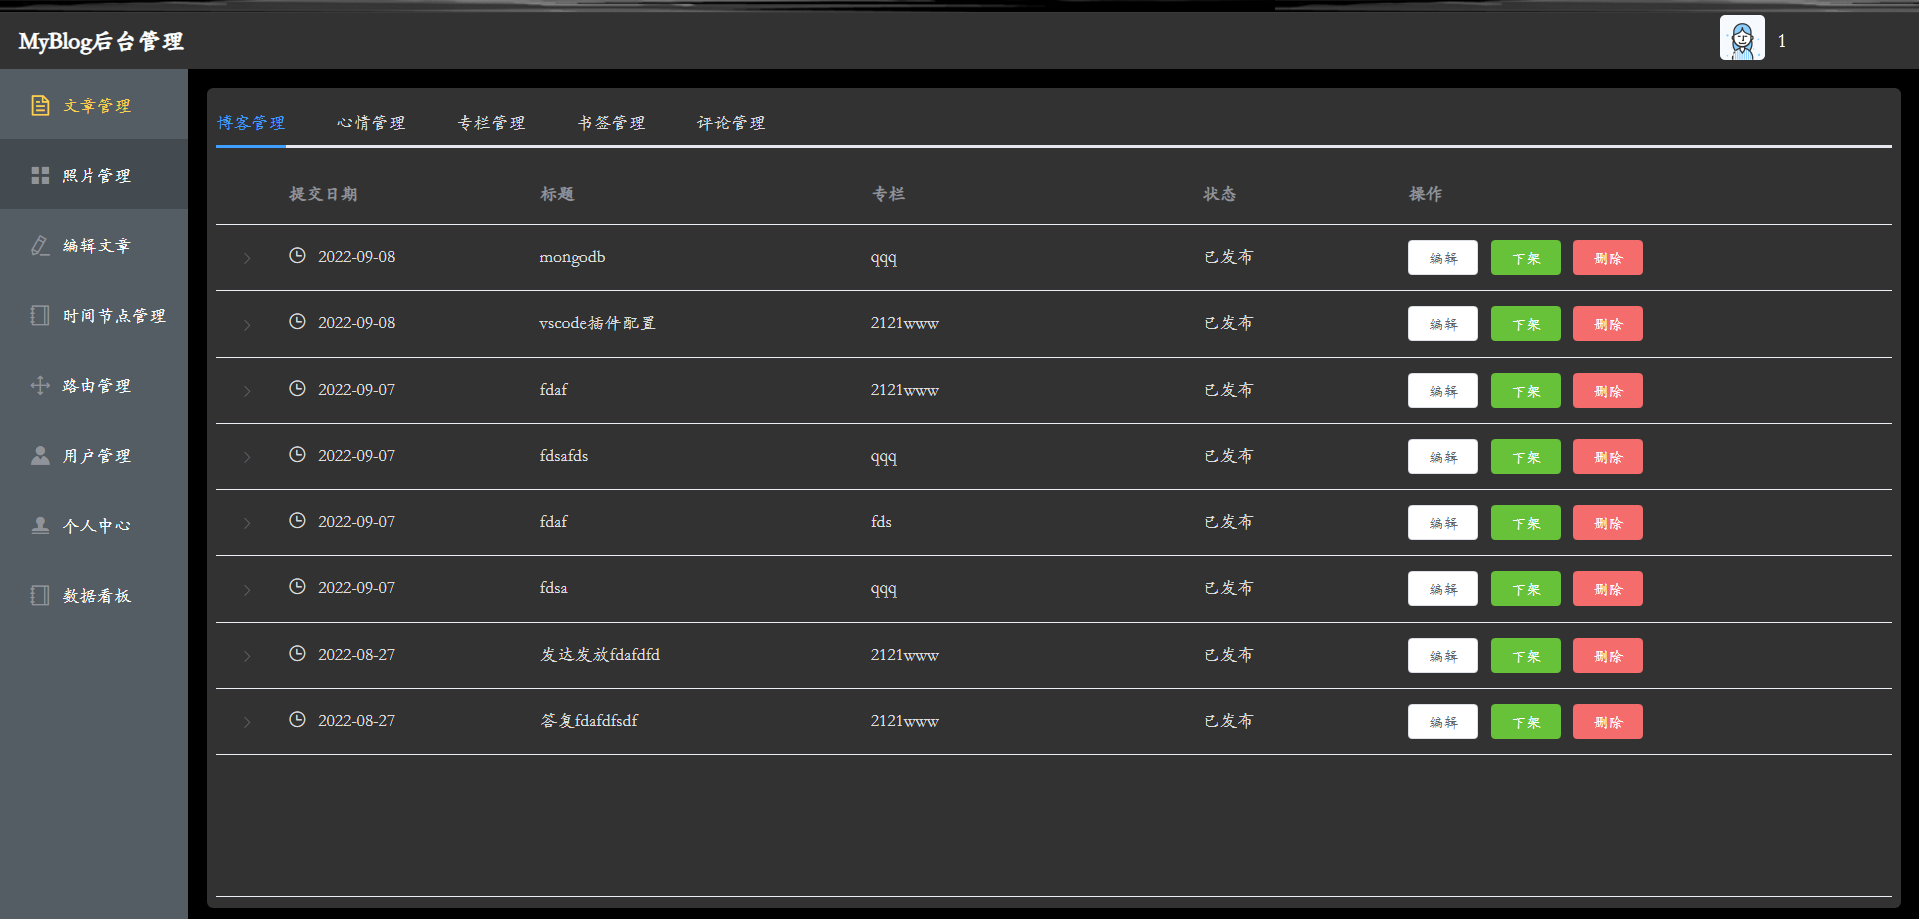 MyBlog后台管理
1
文章管理
照片管理
编辑文章
时间节点管理
路由管理
用户管理
个人中心
数据看板
博客管理 心情管理 专栏管理 书签管理 评论管理
提交日期 标题 专栏 状态 操作
2022-09-08 mongodb qqq 已发布 编辑 下架 删除
2022-09-08 vscode插件配置 2121www 已发布 编辑 下架 删除
2022-09-07 fdaf 2121www 已发布 编辑 下架 删除
2022-09-07 fdsafds qqq 已发布 编辑 下架 删除
2022-09-07 fdaf fds 已发布 编辑 下架 删除
2022-09-07 fdsa qqq 已发布 编辑 下架 删除
2022-08-27 发达发放fdafdfd 2121www 已发布 编辑 下架 删除
2022-08-27 答复fdafdfsdf 2121www 已发布 编辑 下架 删除